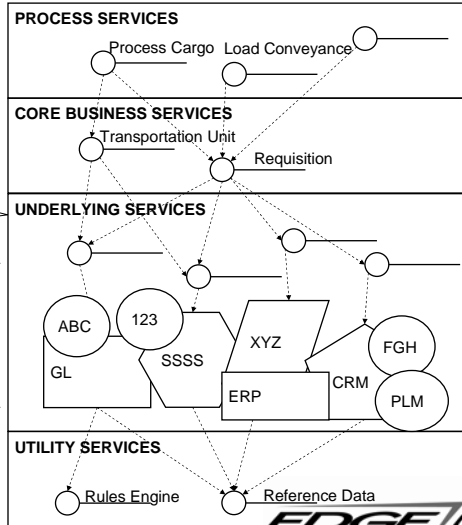 PROCESS SERVICES
Process Cargo
Load Conveyance
CORE BUSINESS SERVICES
Transportation Unit
Requisition
UNDERLYING SERVICES
ABC
123
SSSS
XYZ
FGH
GL
ERP
CRM
PLM
UTILITY SERVICES
Rules Engine
Reference Data
EDGE